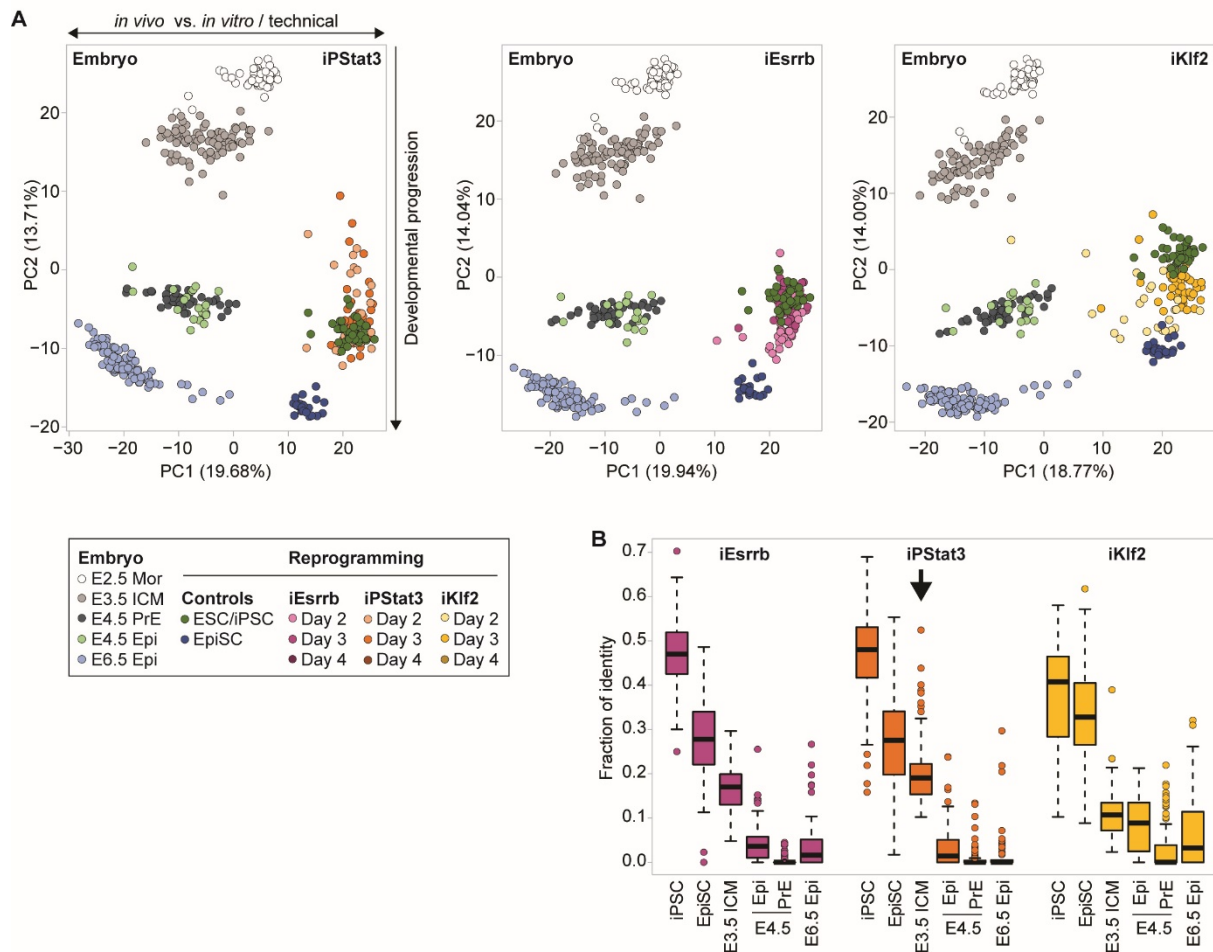 A
in vivo vs. in vitro / technical
Embryo iPStat3
20
10
0
−10
−20
−30 −20 −10 0 10 20
PC2 (13.71%)
PC1 (19.68%)
Developmental progression
Embryo iEsrrb
20
10
0
−10
−20 0 20
PC2 (14.04%)
PC1 (19.94%)
Embryo iKlf2
20
10
0
−10
−20
−20 −10 0 10 20
PC2 (14.00%)
PC1 (18.77%)
Embryo
E2.5 Mor
E3.5 ICM
E4.5 PrE
E4.5 Epi
E6.5 Epi
Reprogramming
Controls
ESC/iPSC
EpiSC
iEsrrb
Day 2
Day 3
Day 4
iPStat3
Day 2
Day 3
Day 4
iKlf2
Day 2
Day 3
Day 4
B
iEsrrb iPStat3 iKlf2
0.7
0.6
0.5
0.4
0.3
0.2
0.1
0.0
Fraction of identity
iPSC
EpiSC
E3.5 ICM
Epi
PrE
E4.5
E6.5 Epi
iPSC
EpiSC
E3.5 ICM
Epi
PrE
E4.5
E6.5 Epi
iPSC
EpiSC
E3.5 ICM
Epi
PrE
E4.5
E6.5 Epi